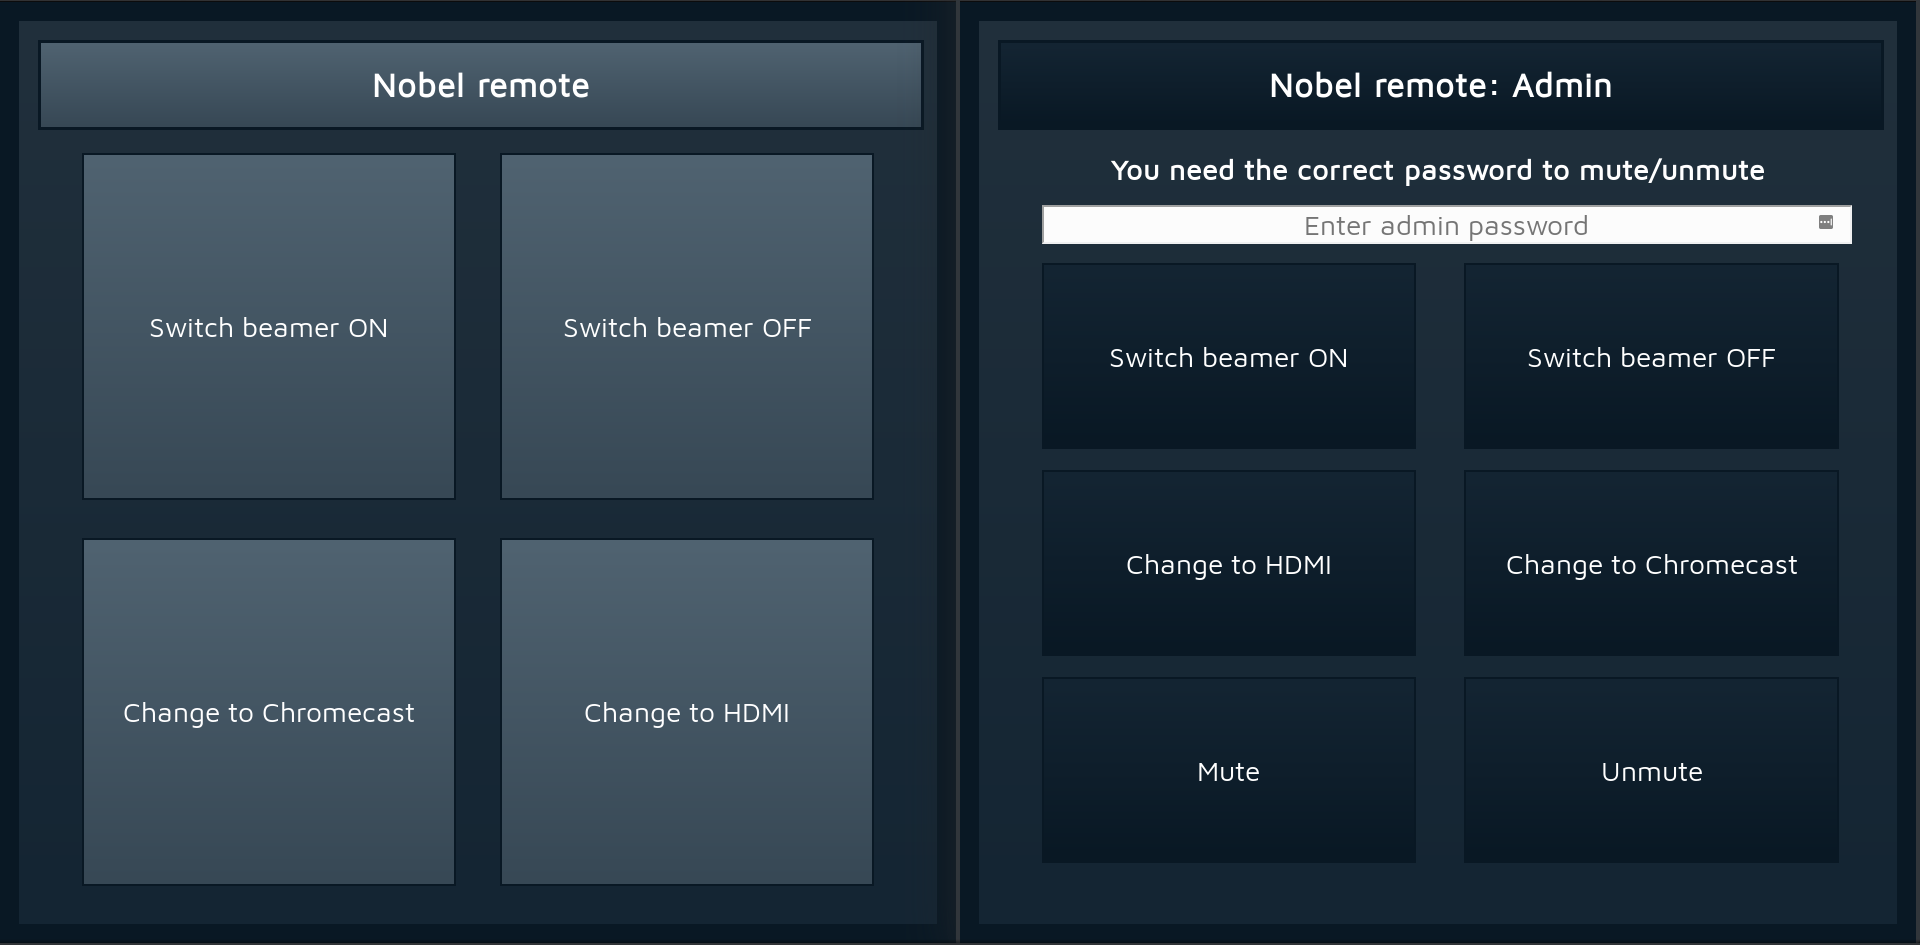 Nobel remote
Switch beamer ON
Switch beamer OFF
Change to Chromecast
Change to HDMI
Nobel remote: Admin
You need the correct password to mute/unmute
Enter admin password
Switch beamer ON
Switch beamer OFF
Change to HDMI
Change to Chromecast
Mute
Unmute